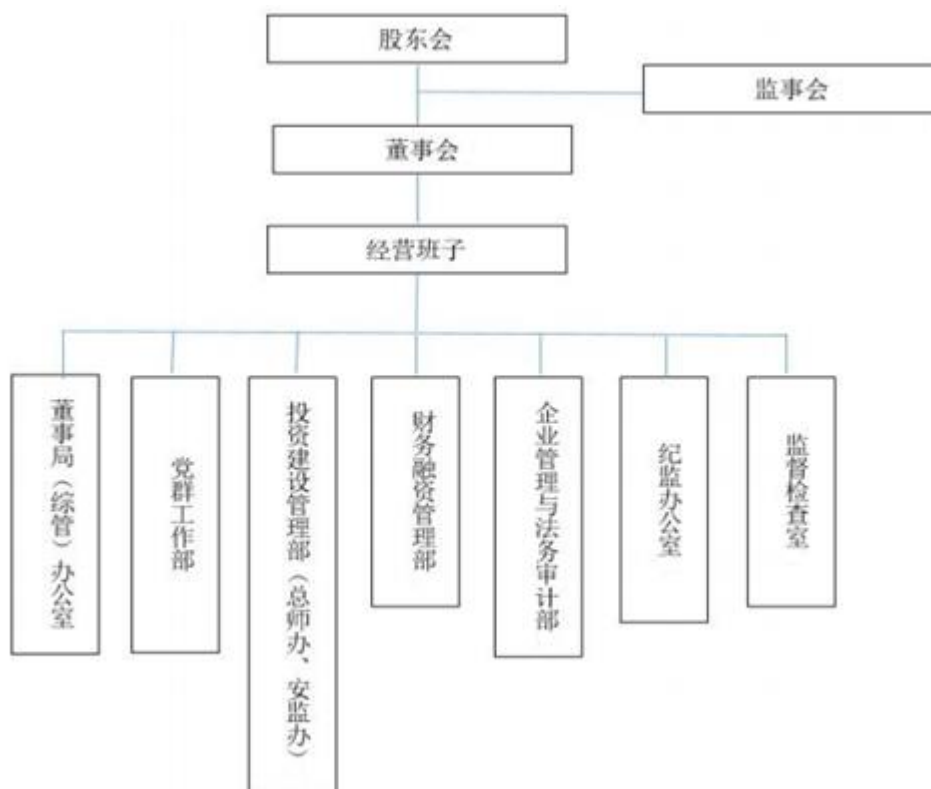 股东会
监事会
董事会
经营班子
董事局（综管）办公室
党群工作部
投资建设管理部（总师办、安监办）
财务融资管理部
企业管理与法务审计部
纪监办公室
监督检查室